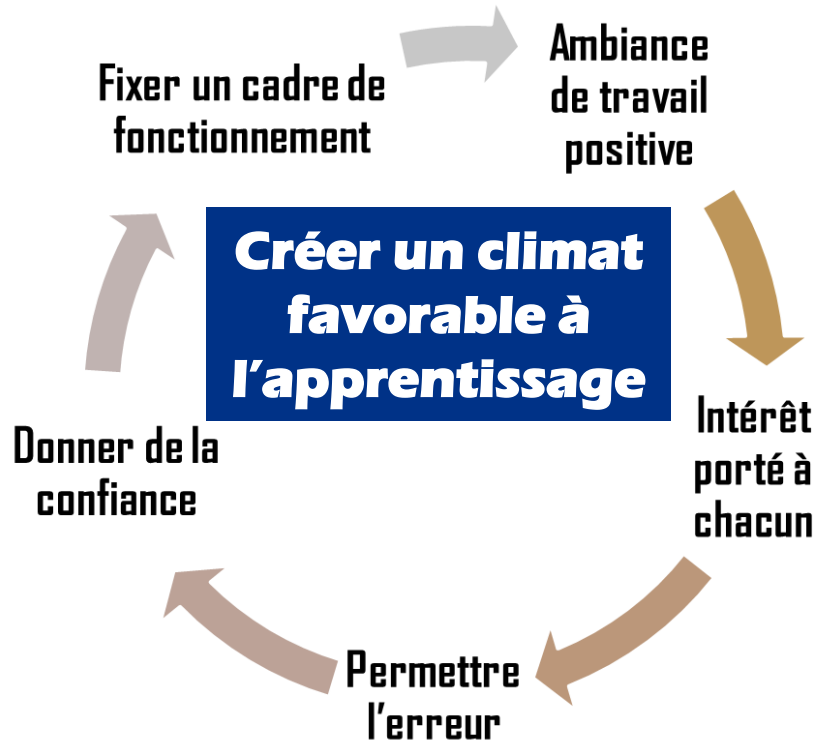 Fixer un cadre de
fonctionnement
Ambiance
de travail
positive
Créer un climat
favorable à
l'apprentissage
Intérêt
porté à
chacun
Donner de la
confiance
Permettre
l'erreur